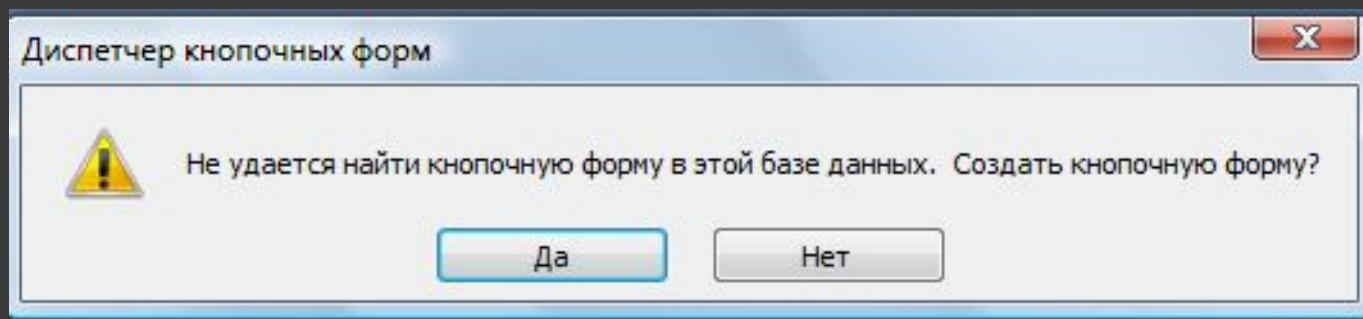 Диспетчер кнопочных форм
Не удается найти кнопочную форму в этой базе данных.  Создать кнопочную форму?
Да
Нет